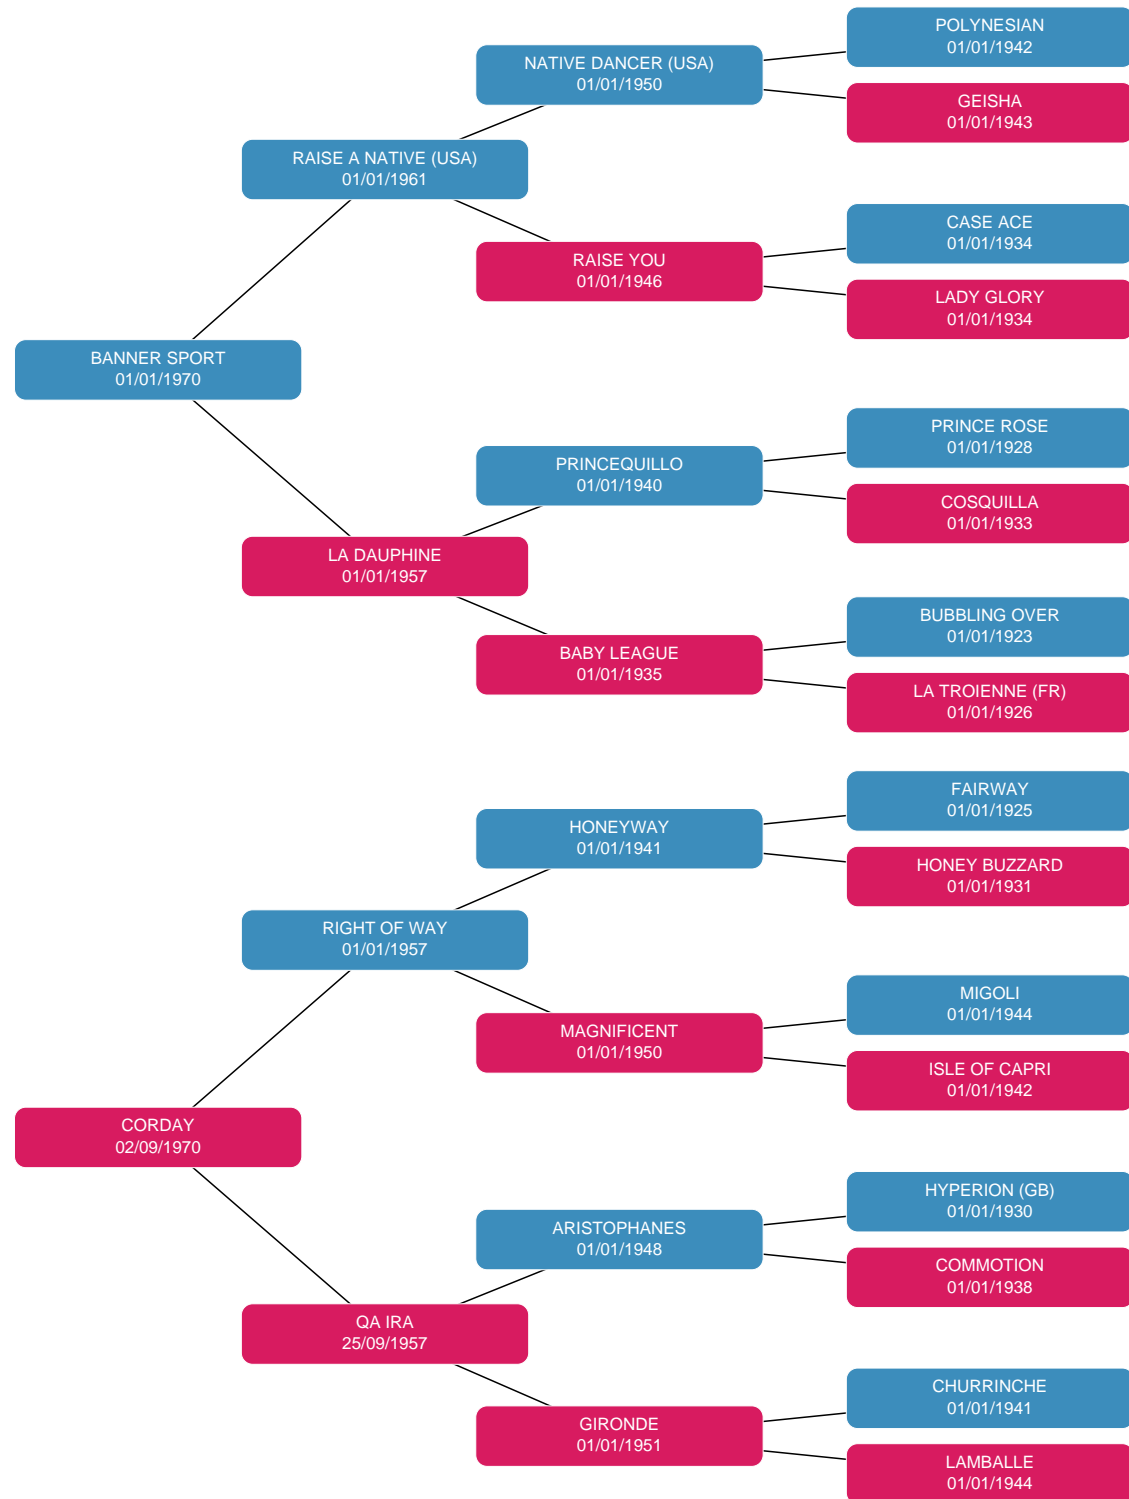 POLYNESIAN
01/01/1942
NATIVE DANCER (USA)
01/01/1950
GEISHA
01/01/1943
RAISE A NATIVE (USA)
01/01/1961
CASE ACE
01/01/1934
RAISE YOU
01/01/1946
LADY GLORY
01/01/1934
BANNER SPORT
01/01/1970
PRINCE ROSE
01/01/1928
PRINCEQUILLO
01/01/1940
COSQUILLA
01/01/1933
LA DAUPHINE
01/01/1957
BUBBLING OVER
01/01/1923
BABY LEAGUE
01/01/1935
LA TROIENNE (FR)
01/01/1926
FAIRWAY
01/01/1925
HONEYWAY
01/01/1941
HONEY BUZZARD
01/01/1931
RIGHT OF WAY
01/01/1957
MIGOLI
01/01/1944
MAGNIFICENT
01/01/1950
ISLE OF CAPRI
01/01/1942
CORDAY
02/09/1970
HYPERION (GB)
01/01/1930
ARISTOPHANES
01/01/1948
COMMOTION
01/01/1938
QA IRA
25/09/1957
CHURRINCHE
01/01/1941
GIRONDE
01/01/1951
LAMBALLE
01/01/1944